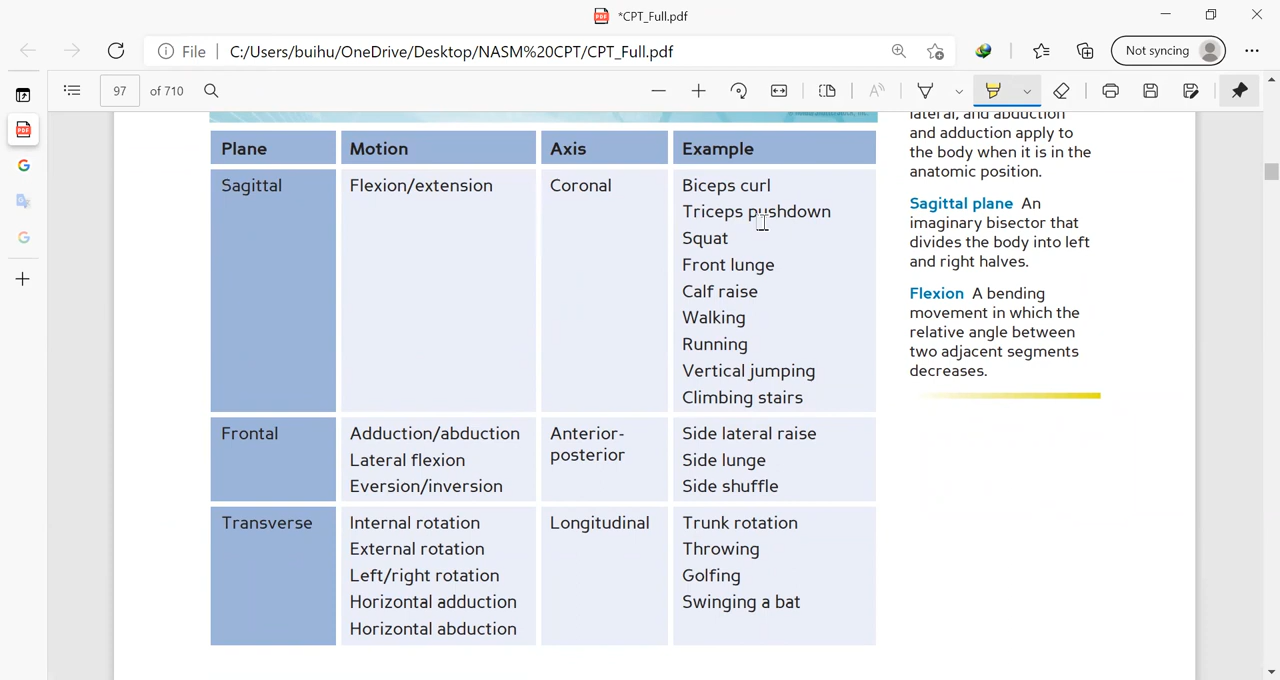 *CPT_Full.pdf
File C:/Users/buihu/OneDrive/Desktop/NASM%20CPT/CPT_Full.pdf Not syncing
97 of 710
lateral, and abduction
and adduction apply to
the body when it is in the
anatomic position.
Sagittal plane An
imaginary bisector that
divides the body into left
and right halves.
Flexion A bending
movement in which the
relative angle between
two adjacent segments
decreases.
Plane Motion Axis Example
Sagittal Flexion/extension Coronal Biceps curl
Triceps pushdown
Squat
Front lunge
Calf raise
Walking
Running
Vertical jumping
Climbing stairs
Frontal Adduction/abduction Anterior- Side lateral raise
Lateral flexion posterior Side lunge
Eversion/inversion Side shuffle
Transverse Internal rotation Longitudinal Trunk rotation
External rotation Throwing
Left/right rotation Golfing
Horizontal adduction Swinging a bat
Horizontal abduction